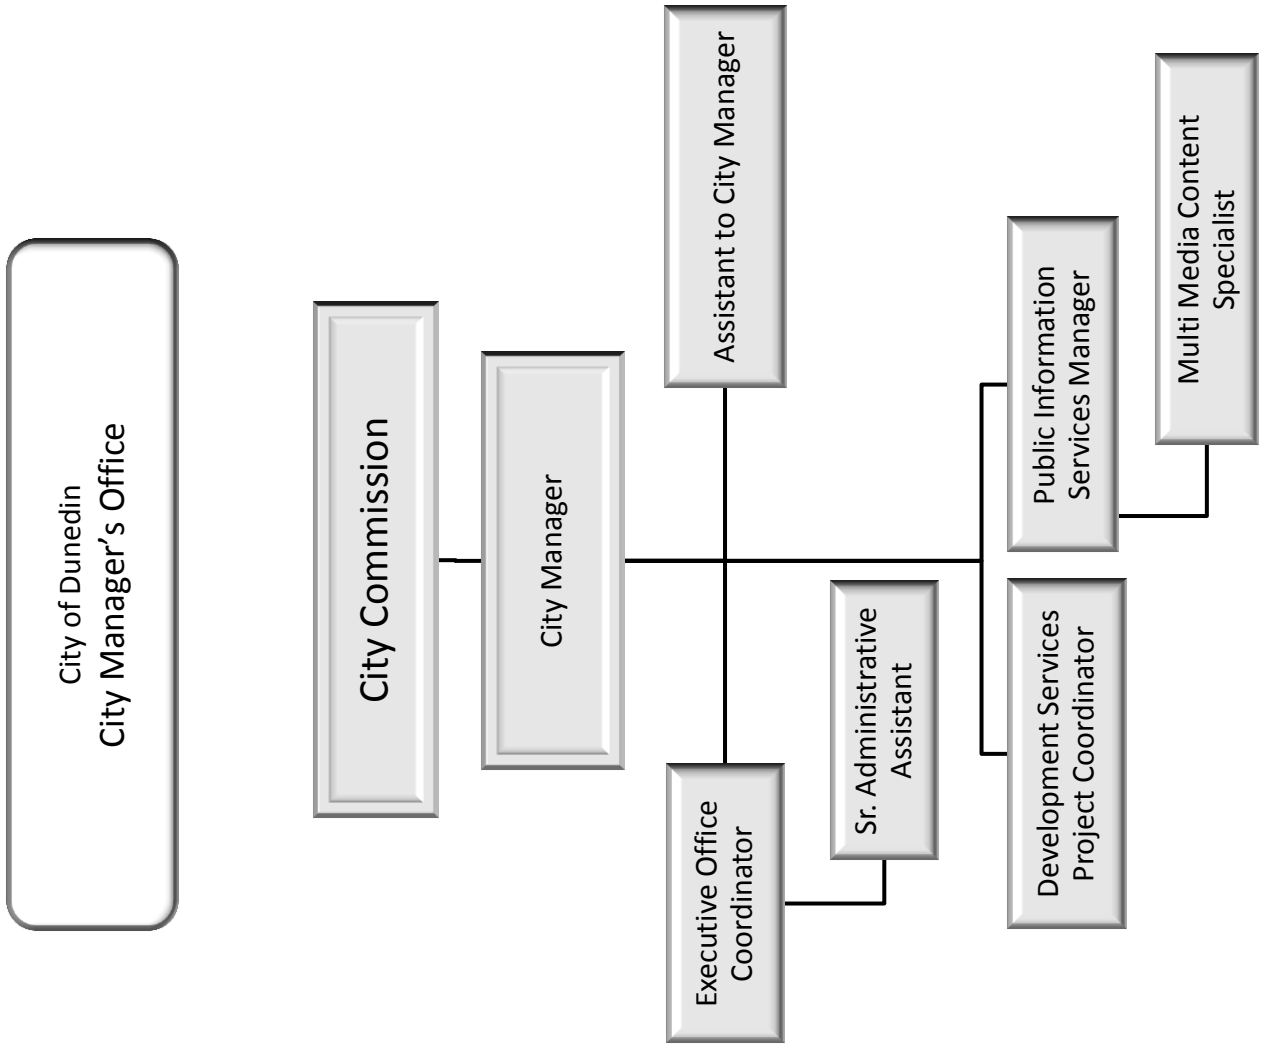 City of Dunedin
City Manager’s Office
City Commission
City Manager
Executive Office
Coordinator
Assistant to City Manager
Sr. Administrative
Assistant
Development Services
Project Coordinator
Public Information
Services Manager
Multi Media Content
Specialist